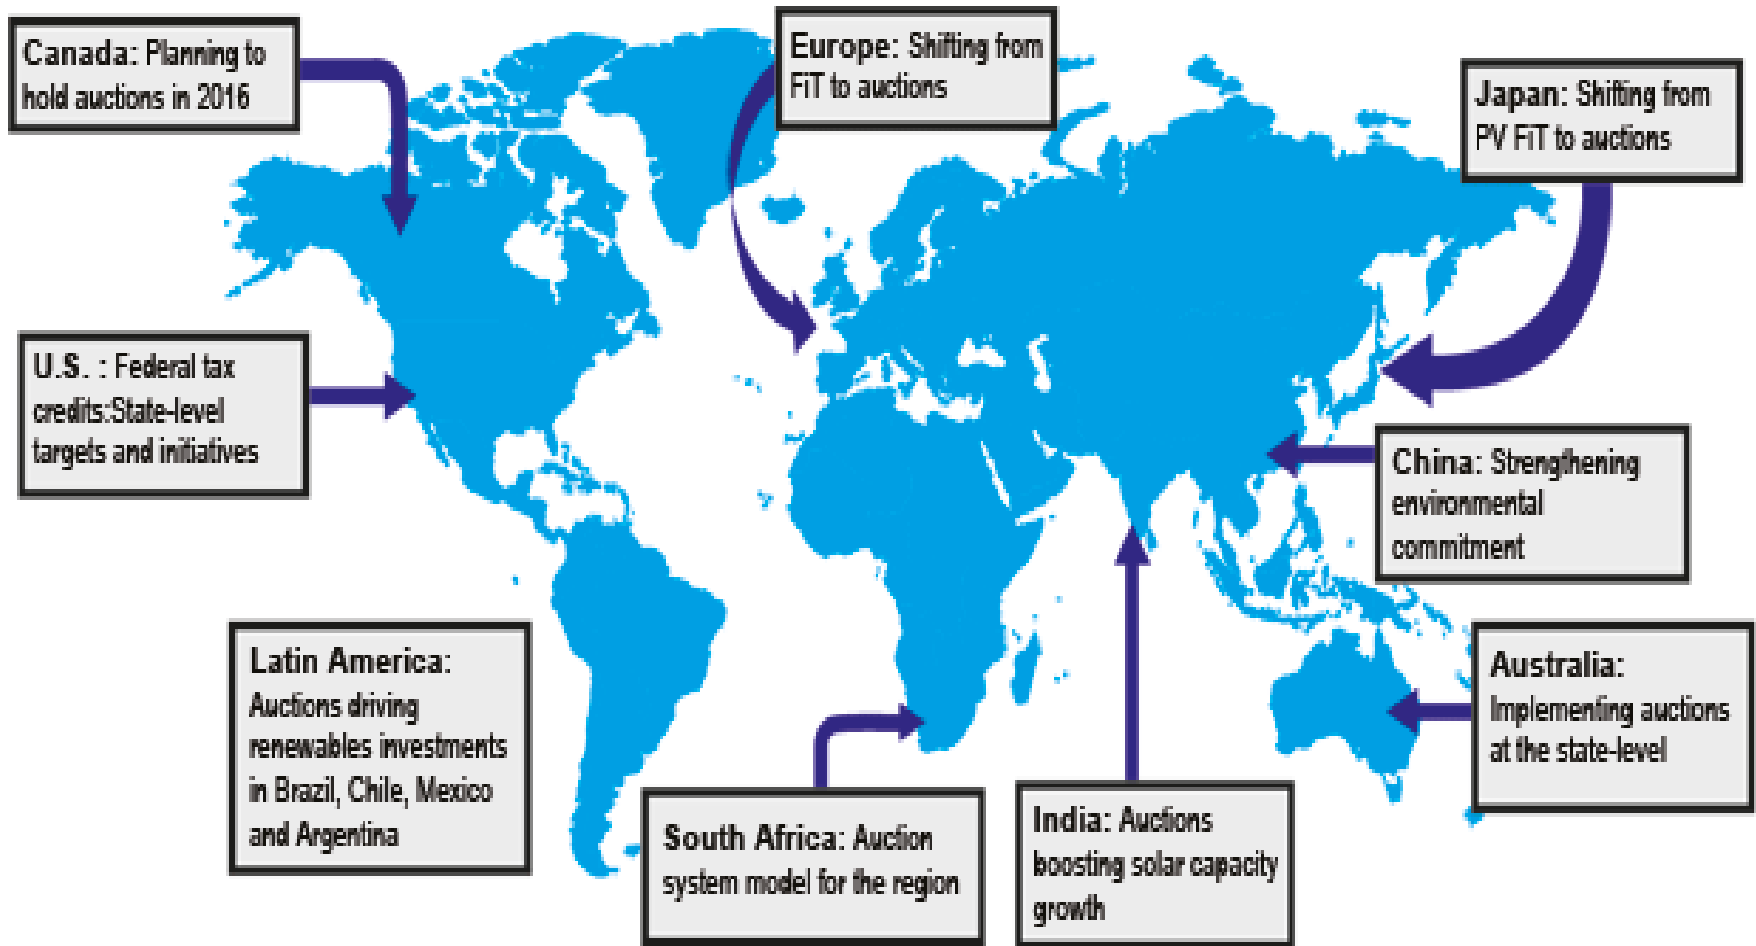 Canada: Planning to
hold auctions in 2016
Europe: Shifting from
FiT to auctions
Japan: Shifting from
PV FiT to auctions
U.S. : Federal tax
credits:State-level
targets and initiatives
China: Strengthening
environmental
commitment
Latin America:
Auctions driving
renewables investments
in Brazil, Chile, Mexico
and Argentina
Australia:
Implementing auctions
at the state-level
South Africa: Auction
system model for the region
India: Auctions
boosting solar capacity
growth